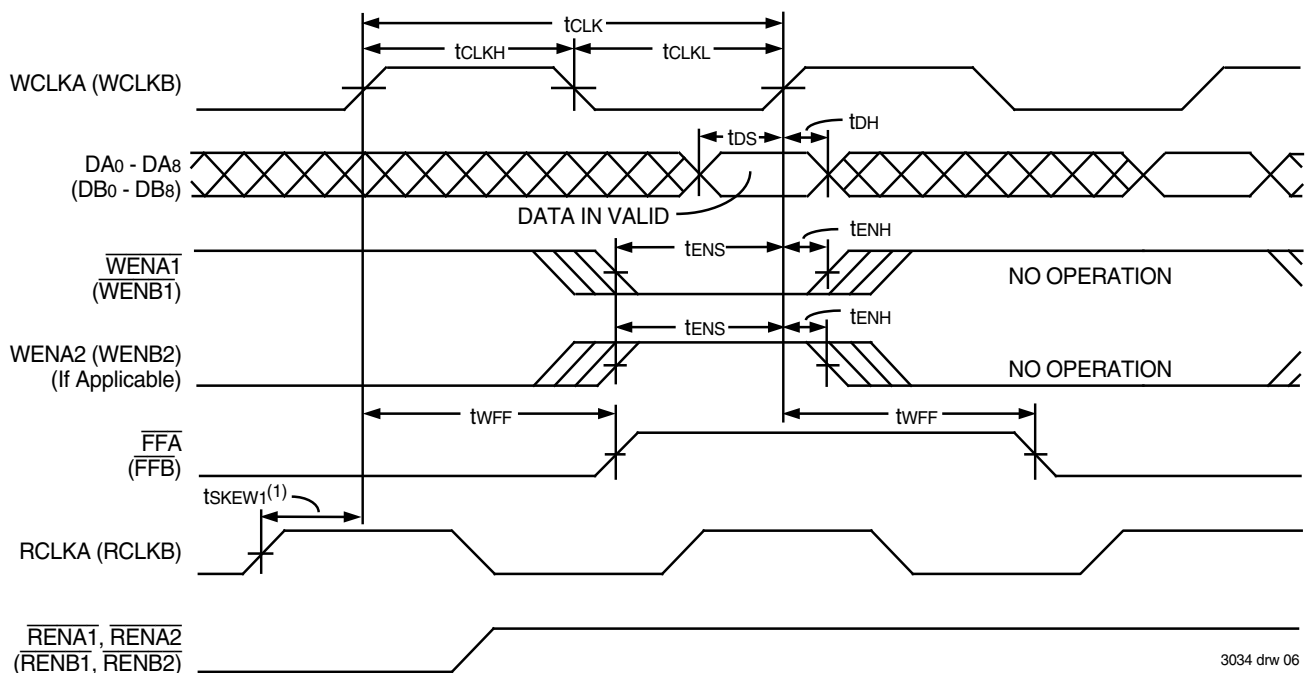 tCLK
tCLKH
tCLKL
WCLKA (WCLKB)
tDH
tDS
DA0 - DA8
(DB0 - DB8)
DATA IN VALID
tENH
tENS
WENA1
(WENB1)
NO OPERATION
tENH
tENS
WENA2 (WENB2)
(If Applicable)
NO OPERATION
tWFF
tWFF
FFA
(FFB)
tSKEW1(1)
RCLKA (RCLKB)
RENA1, RENA2
(RENB1, RENB2)
3034 drw 06